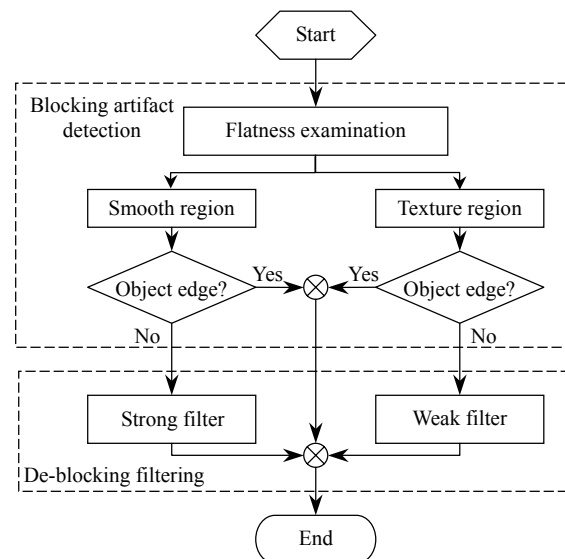 Start
Blocking artifact
detection
Flatness examination
Smooth region
Texture region
Object edge?
Yes
Yes
Object edge?
No
No
Strong filter
Weak filter
De-blocking filtering
End